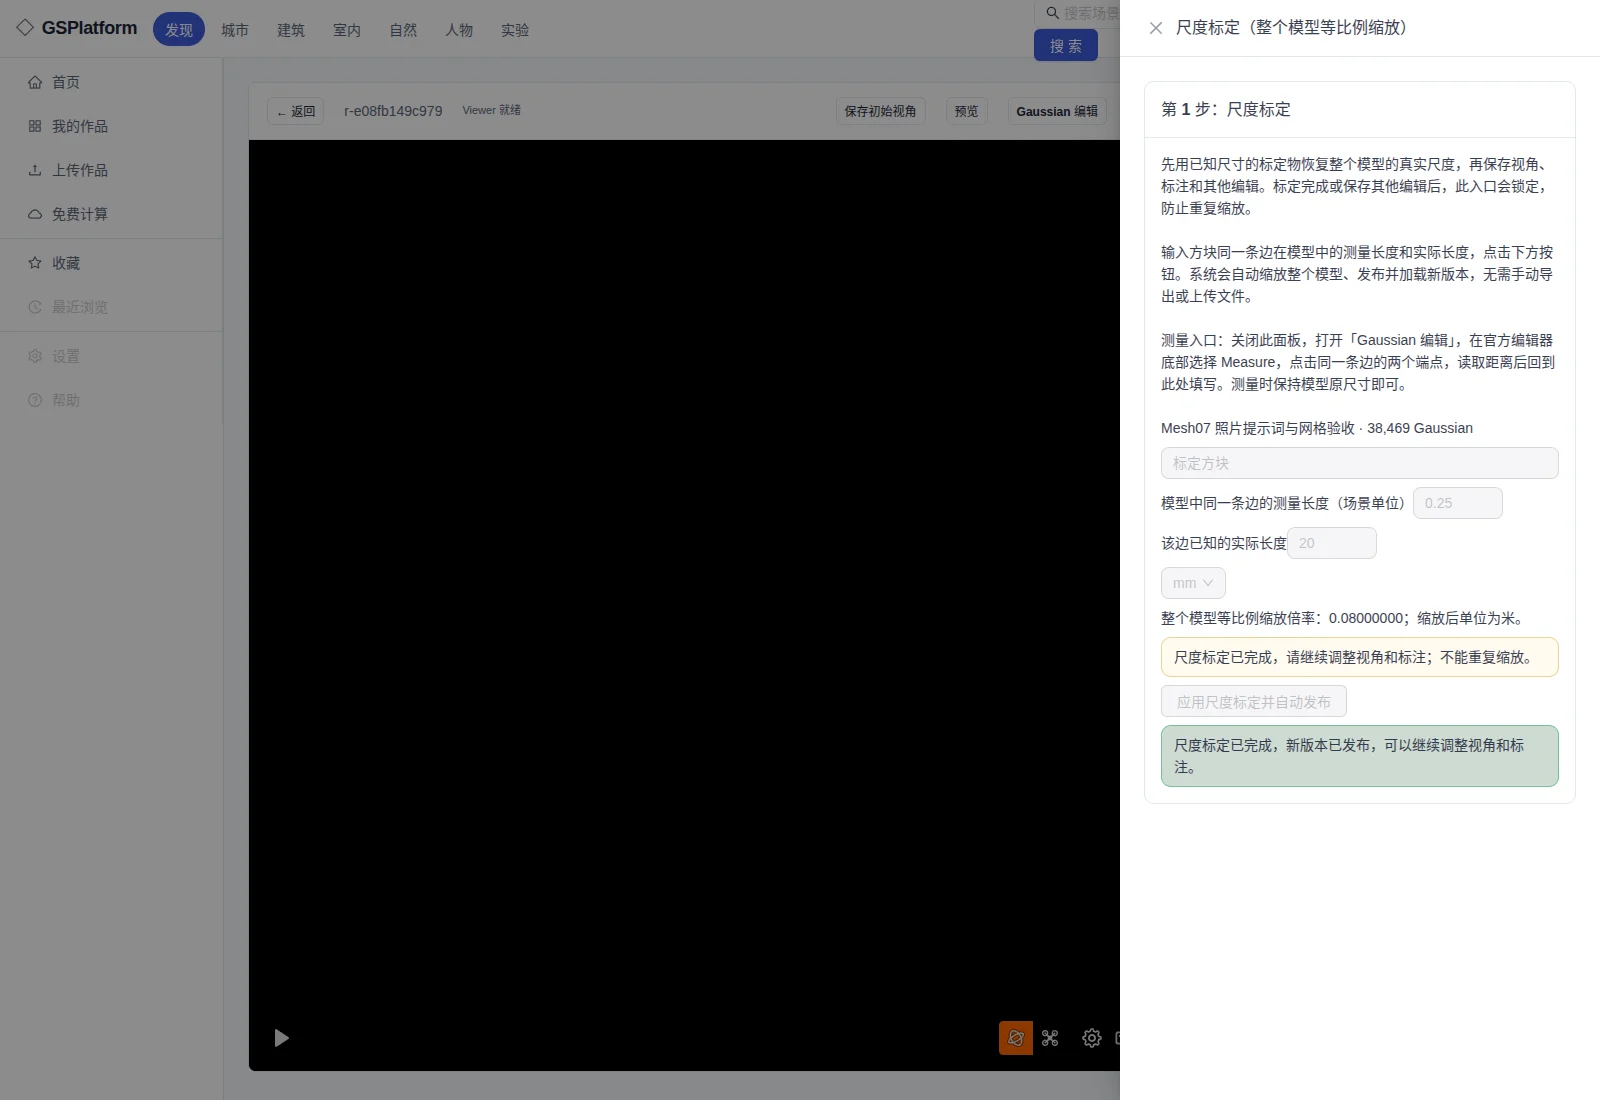 GSPlatform 发现 城市 建筑 室内 自然 人物 实验
搜索场景
搜 索
首页
我的作品
上传作品
免费计算
收藏
最近浏览
设置
帮助
← 返回 r-e08fb149c979 Viewer 就绪 保存初始视角 预览 Gaussian 编辑
尺度标定（整个模型等比例缩放）
第 1 步：尺度标定
先用已知尺寸的标定物恢复整个模型的真实尺度，再保存视角、
标注和其他编辑。标定完成或保存其他编辑后，此入口会锁定，
防止重复缩放。
输入方块同一条边在模型中的测量长度和实际长度，点击下方按
钮。系统会自动缩放整个模型、发布并加载新版本，无需手动导
出或上传文件。
测量入口：关闭此面板，打开「Gaussian 编辑」，在官方编辑器
底部选择 Measure，点击同一条边的两个端点，读取距离后回到
此处填写。测量时保持模型原尺寸即可。
Mesh07 照片提示词与网格验收 · 38,469 Gaussian
标定方块
模型中同一条边的测量长度（场景单位） 0.25
该边已知的实际长度 20
mm
整个模型等比例缩放倍率：0.08000000；缩放后单位为米。
尺度标定已完成，请继续调整视角和标注；不能重复缩放。
应用尺度标定并自动发布
尺度标定已完成，新版本已发布，可以继续调整视角和标
注。